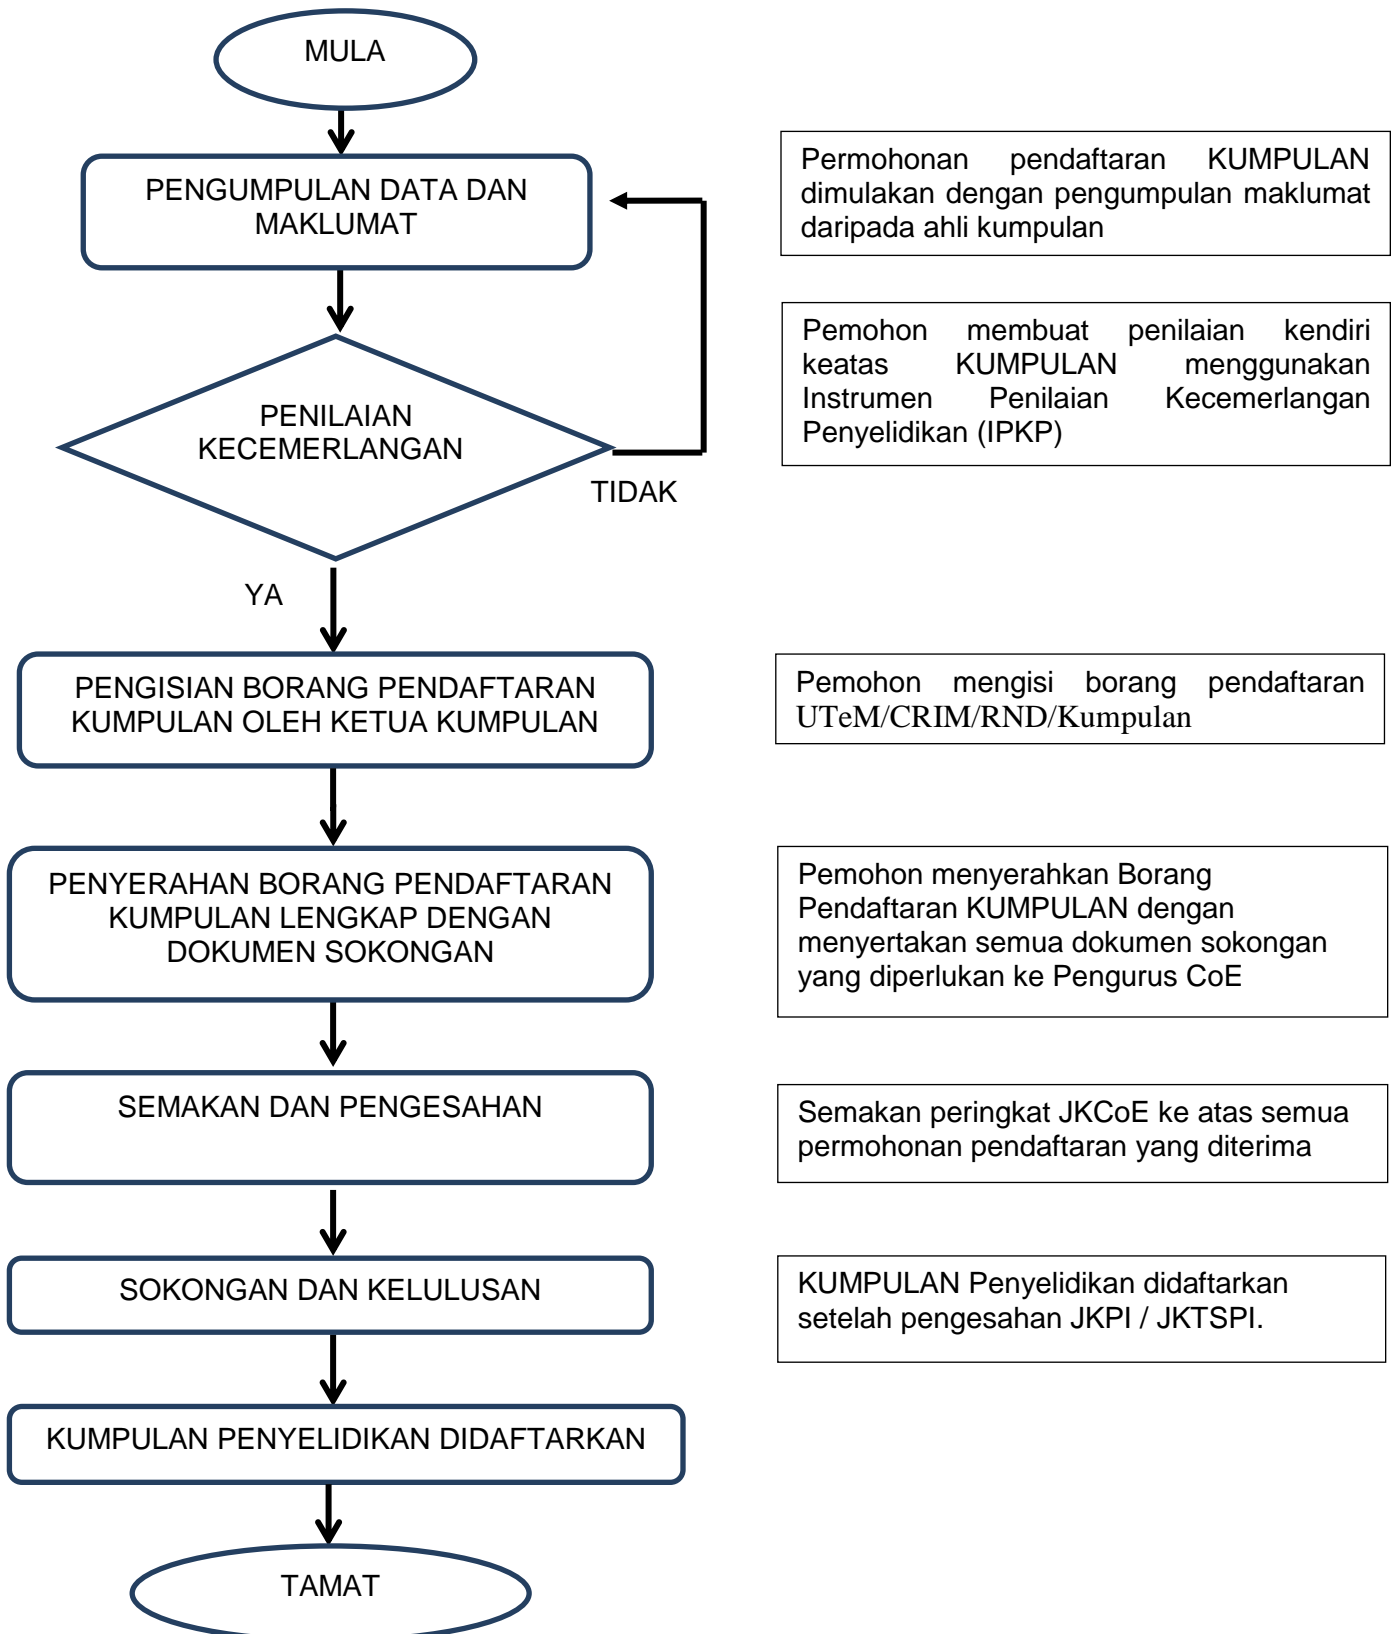 MULA
PENGUMPULAN DATA DAN
MAKLUMAT
Permohonan pendaftaran KUMPULAN
dimulakan dengan pengumpulan maklumat
daripada ahli kumpulan
PENILAIAN
KECEMERLANGAN
Pemohon membuat penilaian kendiri
keatas KUMPULAN menggunakan
Instrumen Penilaian Kecemerlangan
Penyelidikan (IPKP)
TIDAK
YA
PENGISIAN BORANG PENDAFTARAN
KUMPULAN OLEH KETUA KUMPULAN
Pemohon mengisi borang pendaftaran
UTeM/CRIM/RND/Kumpulan
PENYERAHAN BORANG PENDAFTARAN
KUMPULAN LENGKAP DENGAN
DOKUMEN SOKONGAN
Pemohon menyerahkan Borang
Pendaftaran KUMPULAN dengan
menyertakan semua dokumen sokongan
yang diperlukan ke Pengurus CoE
SEMAKAN DAN PENGESAHAN
Semakan peringkat JKCoE ke atas semua
permohonan pendaftaran yang diterima
SOKONGAN DAN KELULUSAN
KUMPULAN Penyelidikan didaftarkan
setelah pengesahan JKPI / JKTSPI.
KUMPULAN PENYELIDIKAN DIDAFTARKAN
TAMAT